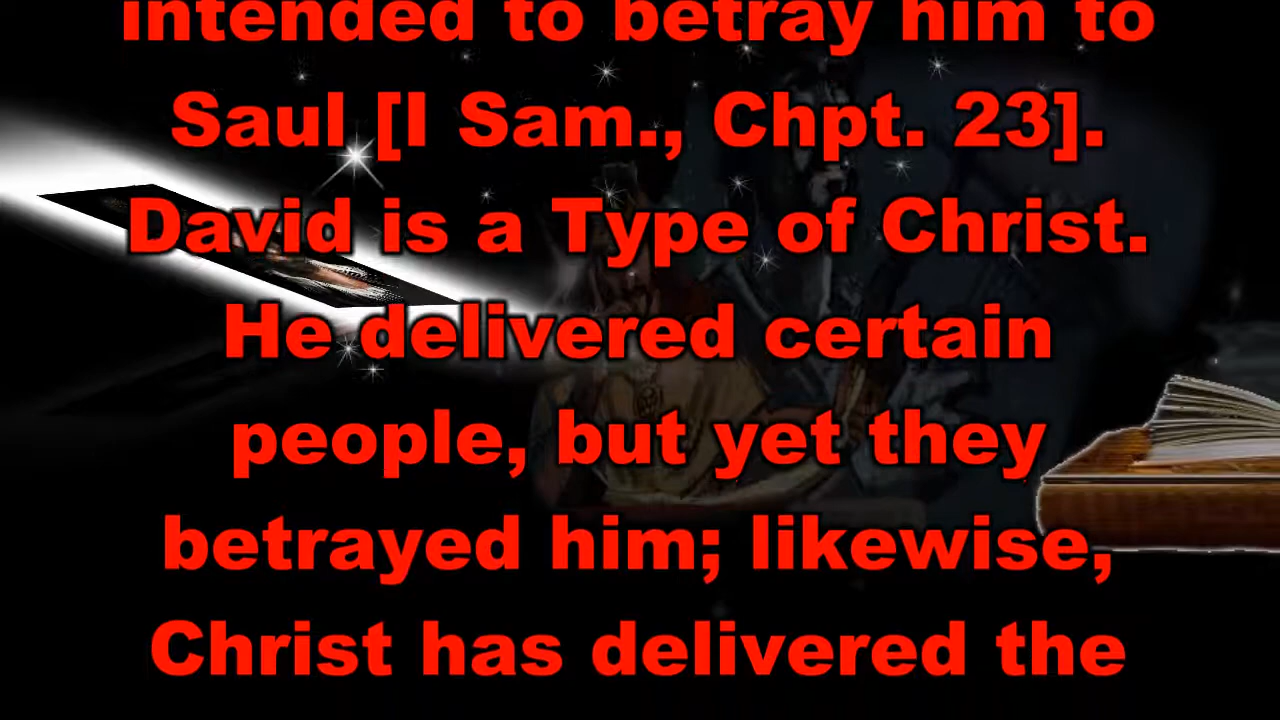 intended to betray him to
Saul [I Sam., Chpt. 23].
David is a Type of Christ.
He delivered certain
people, but yet they
betrayed him; likewise,
Christ has delivered the